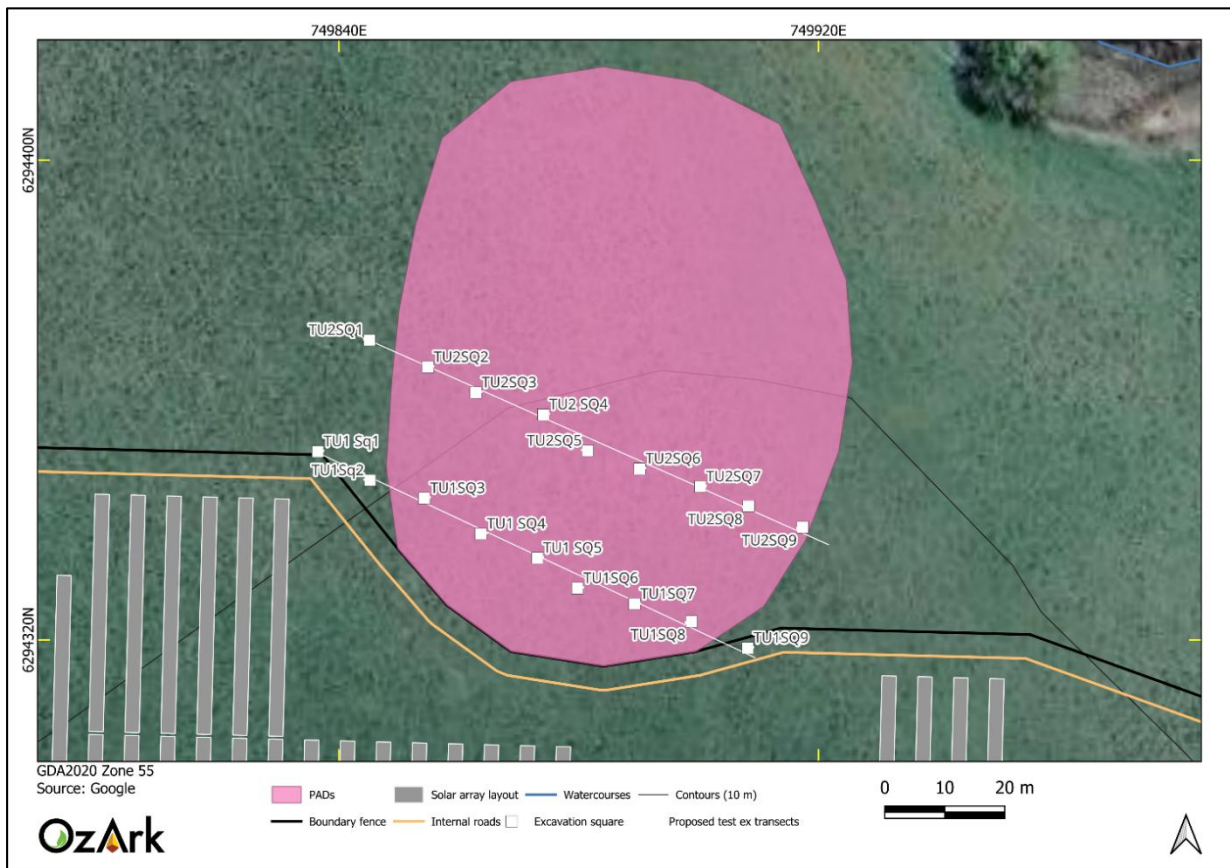 749840E
749920E
6294400N
6294320N
TU2SQ1
TU2SQ2
TU2SQ3
TU2 SQ4
TU2SQ5
TU2SQ6
TU2SQ7
TU2SQ8
TU2SQ9
TU1 Sq1
TU1Sq2
TU1SQ3
TU1 SQ4
TU1 SQ5
TU1SQ6
TU1SQ7
TU1SQ8
TU1SQ9
GDA2020 Zone 55
Source: Google
PADs
Solar array layout
Watercourses
Contours (10 m)
Boundary fence
Internal roads
Excavation square
Proposed test ex transects
0 10 20 m
OzArk